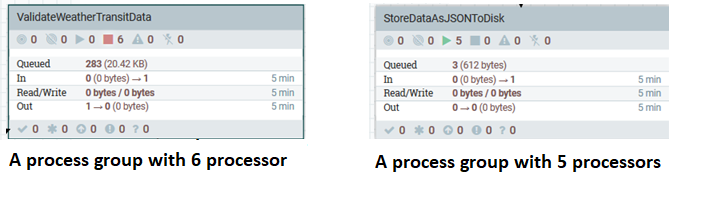 ValidateWeatherTransitData
0 0 0 6 0 0
Queued 283 (20.42 KB)
In 0 (0 bytes) → 1 5 min
Read/Write 0 bytes / 0 bytes 5 min
Out 1 → 0 (0 bytes) 5 min
0 0 0 0 ? 0
A process group with 6 processor
StoreDataAsJSONToDisk
0 0 5 0 0 0
Queued 3 (612 bytes)
In 0 (0 bytes) → 1 5 min
Read/Write 0 bytes / 0 bytes 5 min
Out 0 → 0 (0 bytes) 5 min
0 0 0 0 ? 0
A process group with 5 processors